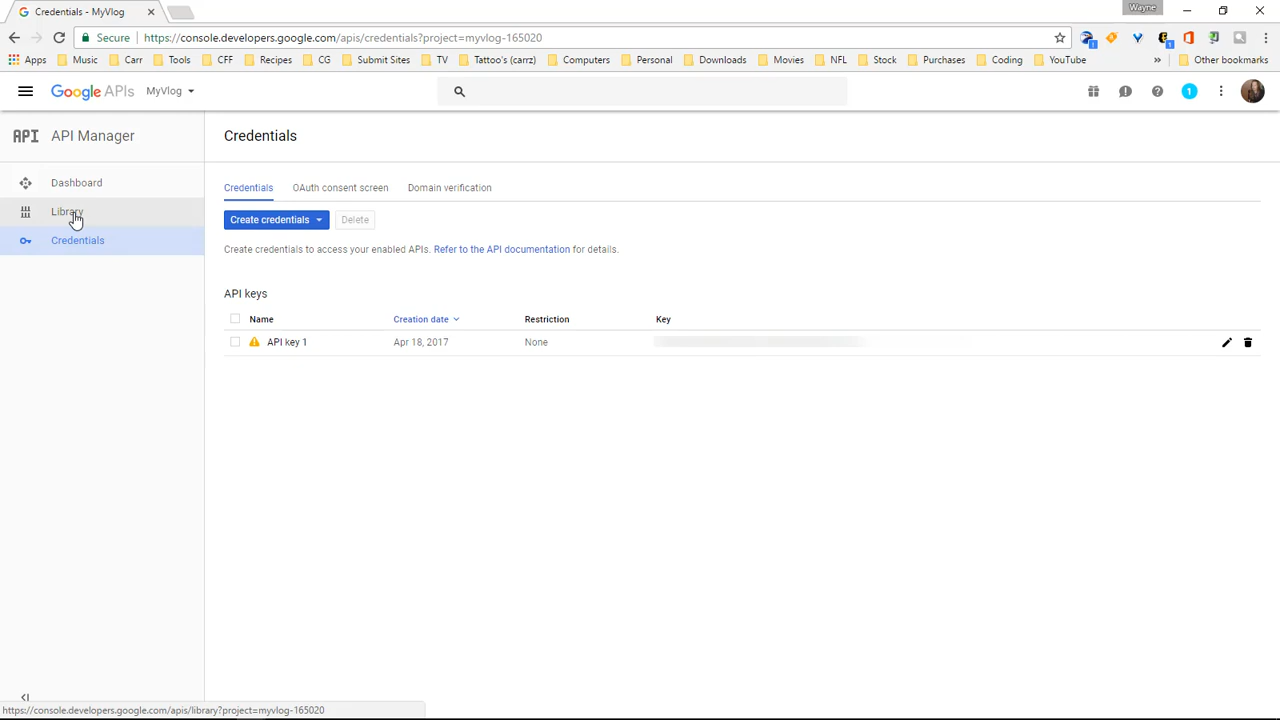 Credentials - MyVlog
Wayne
Secure https://console.developers.google.com/apis/credentials?project=myvlog-165020
Apps Music Carr Tools CFF Recipes CG Submit Sites TV Tattoo's (carrz) Computers Personal Downloads Movies NFL Stock Purchases Coding YouTube » Other bookmarks
Google APIs MyVlog 1
API API Manager Credentials
Dashboard Credentials OAuth consent screen Domain verification
Library Create credentials Delete
Credentials
Create credentials to access your enabled APIs. Refer to the API documentation for details.
API keys
Name Creation date Restriction Key
API key 1 Apr 18, 2017 None
https://console.developers.google.com/apis/library?project=myvlog-165020